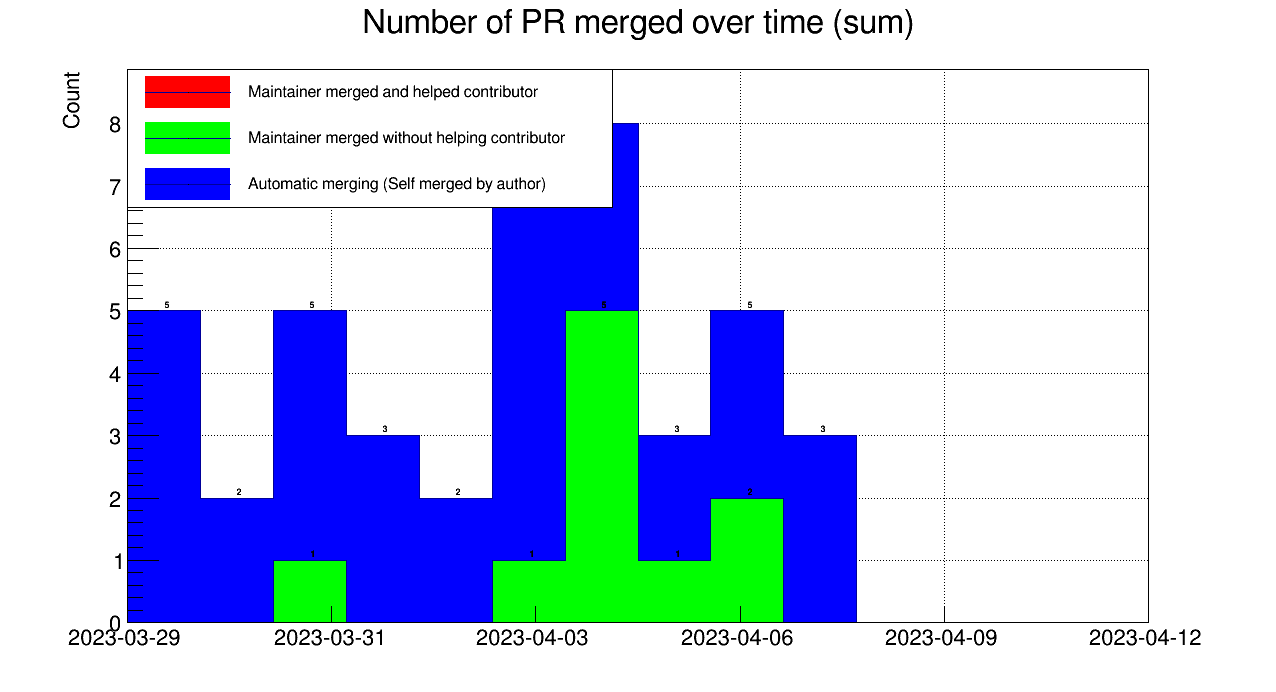 Number of PR merged over time (sum)
Count
Maintainer merged and helped contributor
Maintainer merged without helping contributor
Automatic merging (Self merged by author)
8
7
6
5
4
3
2
1
0
5 2 5 3 2 3 5 3
1 1 5 1 2
2023-03-29 2023-03-31 2023-04-03 2023-04-06 2023-04-09 2023-04-12